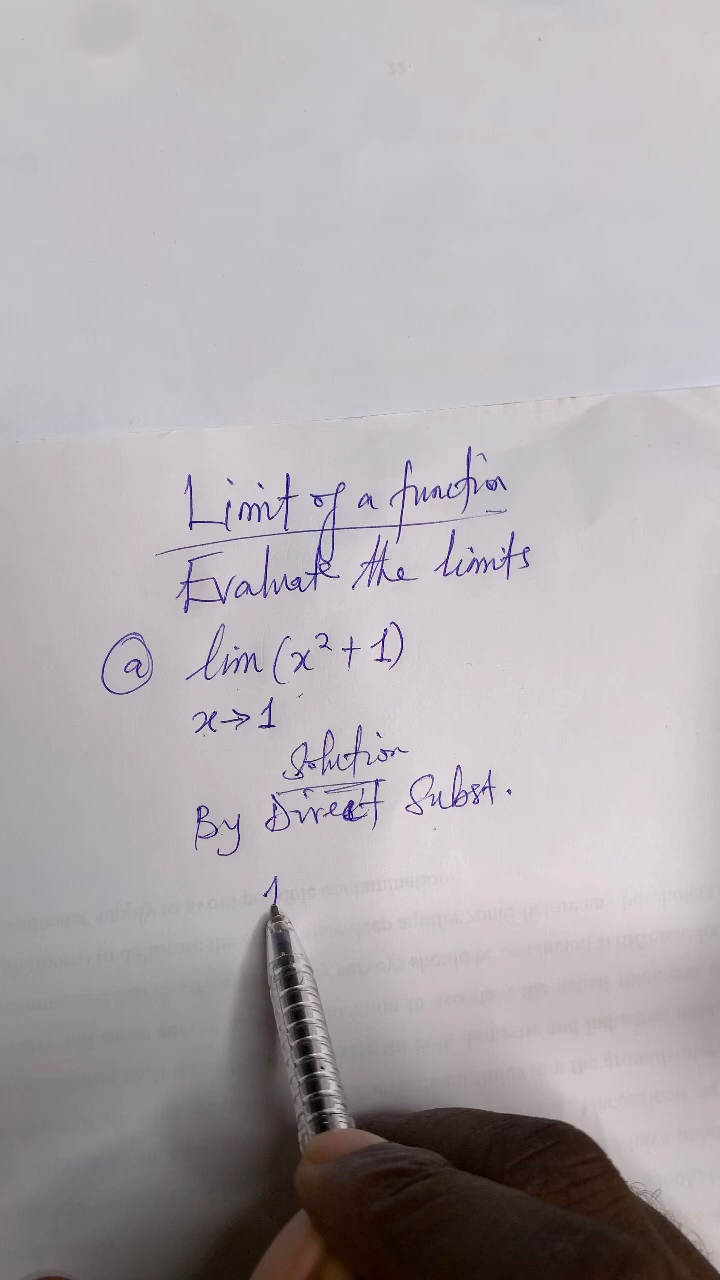 Limit of a function
Evaluate the limits
(a) lim (x² + 1)
x→1
Solution
By Direct Subst.
1